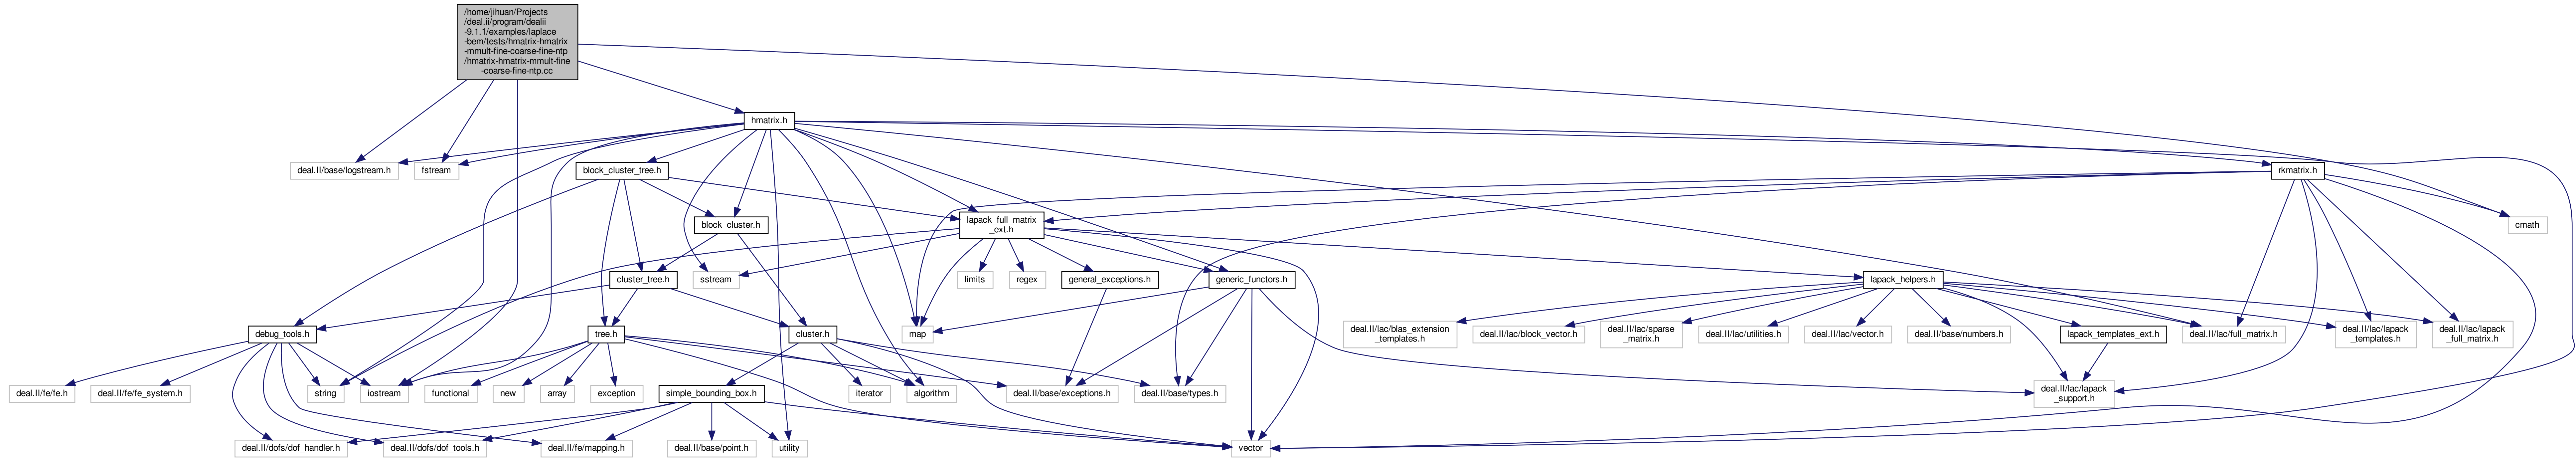 /home/jihuan/Projects
/deal.ii/program/dealii
-9.1.1/examples/laplace
-bem/tests/hmatrix-hmatrix
-mmult-fine-coarse-fine-ntp
/hmatrix-hmatrix-mmult-fine
-coarse-fine-ntp.cc
hmatrix.h
deal.II/base/logstream.h
fstream
block_cluster_tree.h
rkmatrix.h
block_cluster.h
lapack_full_matrix
_ext.h
cmath
cluster_tree.h
sstream
limits
regex
general_exceptions.h
generic_functors.h
lapack_helpers.h
debug_tools.h
tree.h
cluster.h
map
deal.II/lac/blas_extension
_templates.h
deal.II/lac/block_vector.h
deal.II/lac/sparse
_matrix.h
deal.II/lac/utilities.h
deal.II/lac/vector.h
deal.II/base/numbers.h
lapack_templates_ext.h
deal.II/lac/full_matrix.h
deal.II/lac/lapack
_templates.h
deal.II/lac/lapack
_full_matrix.h
deal.II/fe/fe.h
deal.II/fe/fe_system.h
string
iostream
functional
new
array
exception
simple_bounding_box.h
iterator
algorithm
deal.II/base/exceptions.h
deal.II/base/types.h
deal.II/lac/lapack
_support.h
deal.II/dofs/dof_handler.h
deal.II/dofs/dof_tools.h
deal.II/fe/mapping.h
deal.II/base/point.h
utility
vector